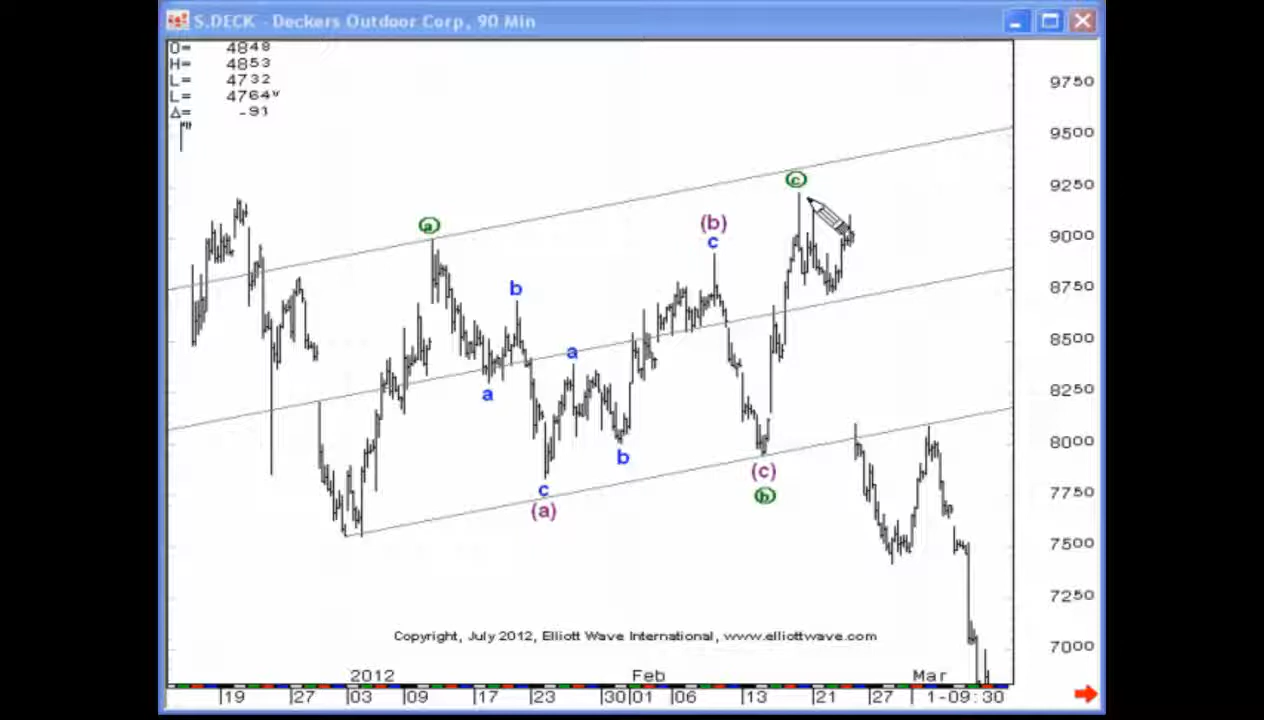 S.DECK - Deckers Outdoor Corp, 90 Min
O= 4848
H= 4853
L= 4732
L= 4764v
Δ= -91
"
9750
9500
9250
9000
8750
8500
8250
8000
7750
7500
7250
7000
a
c
(b)
c
b
a
a
b
c
(a)
(c)
b
Copyright, July 2012, Elliott Wave International, www.elliottwave.com
2012 Feb Mar
19 27 03 09 17 23 30 01 06 13 21 27 1-09:30